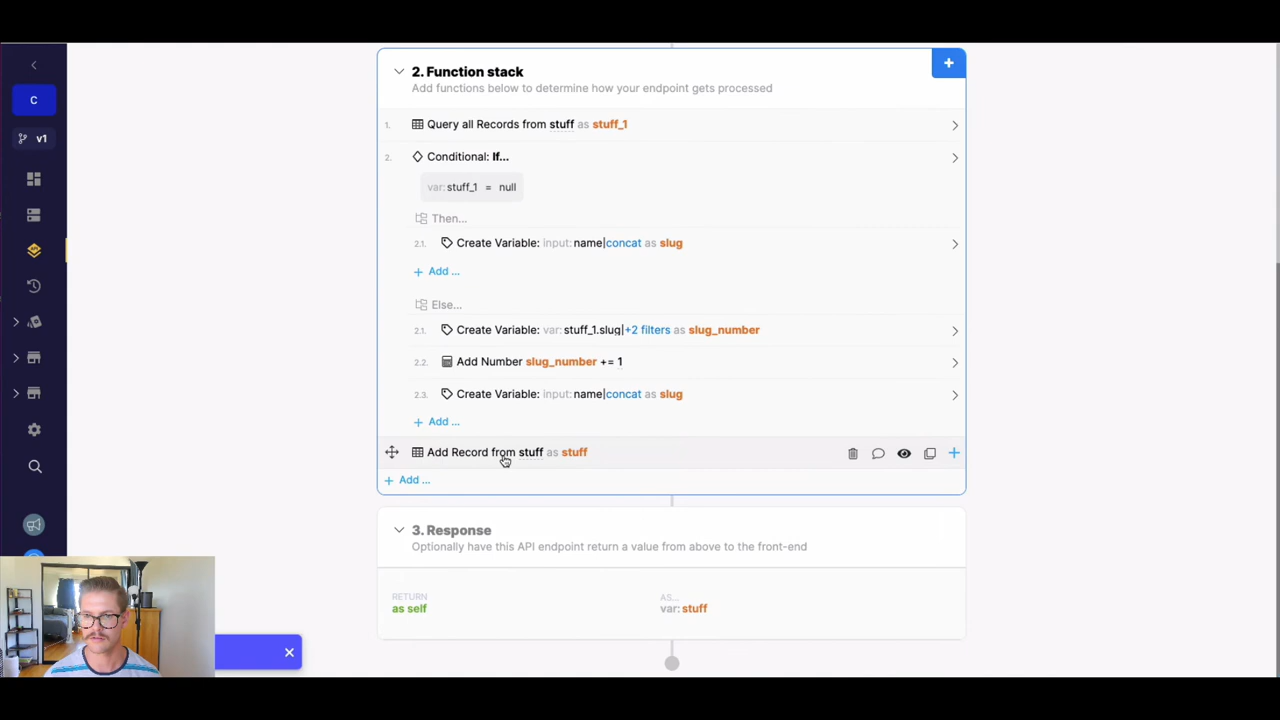 C
v1
2. Function stack
Add functions below to determine how your endpoint gets processed
+
1. Query all Records from stuff as stuff_1
2. Conditional: If...
var: stuff_1 = null
Then...
2.1. Create Variable: input: name|concat as slug
+ Add ...
Else...
2.1. Create Variable: var: stuff_1.slug|+2 filters as slug_number
2.2. Add Number slug_number += 1
2.3. Create Variable: input: name|concat as slug
+ Add ...
Add Record from stuff as stuff
+ Add ...
3. Response
Optionally have this API endpoint return a value from above to the front-end
RETURN
as self
AS...
var: stuff